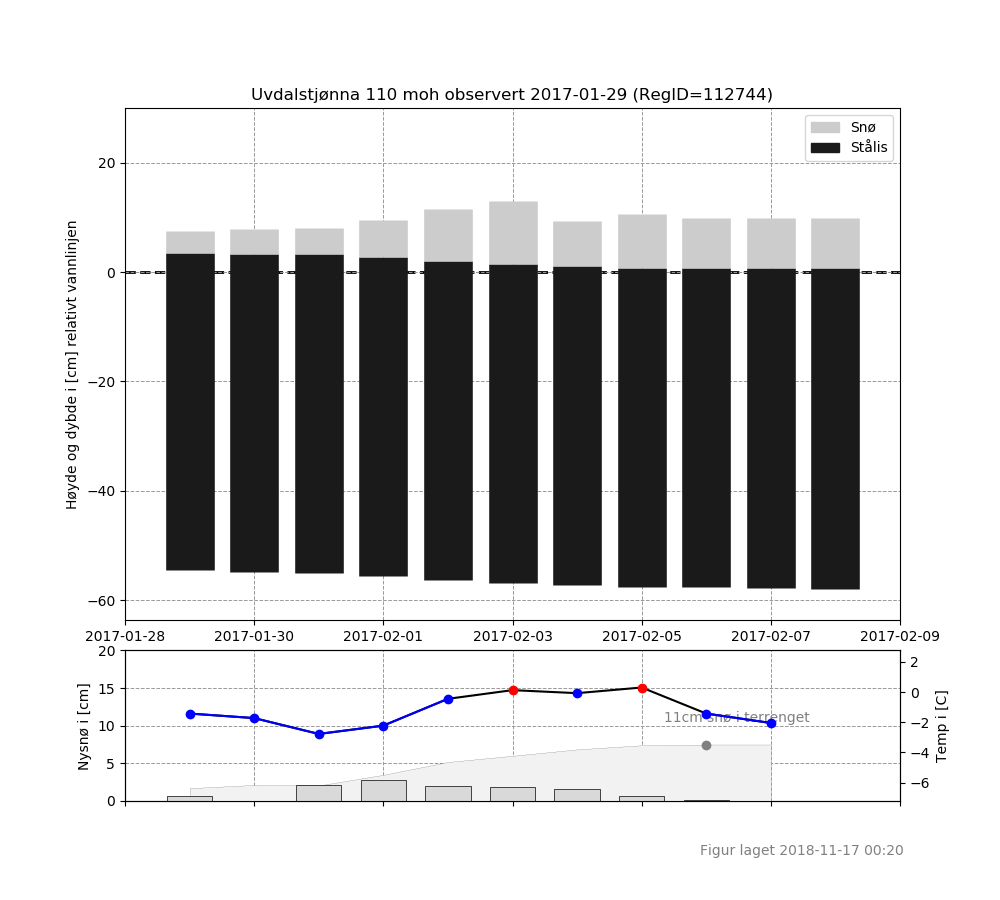 Uvdalstjønna 110 moh observert 2017-01-29 (RegID=112744)
Snø
Stålis
Høyde og dybde i [cm] relativt vannlinjen
20
0
−20
−40
−60
2017-01-28 2017-01-30 2017-02-01 2017-02-03 2017-02-05 2017-02-07 2017-02-09
Nysnø i [cm]
20
15
10
5
0
11cm snø i terrenget
2
0
−2
−4
−6
Temp i [C]
Figur laget 2018-11-17 00:20